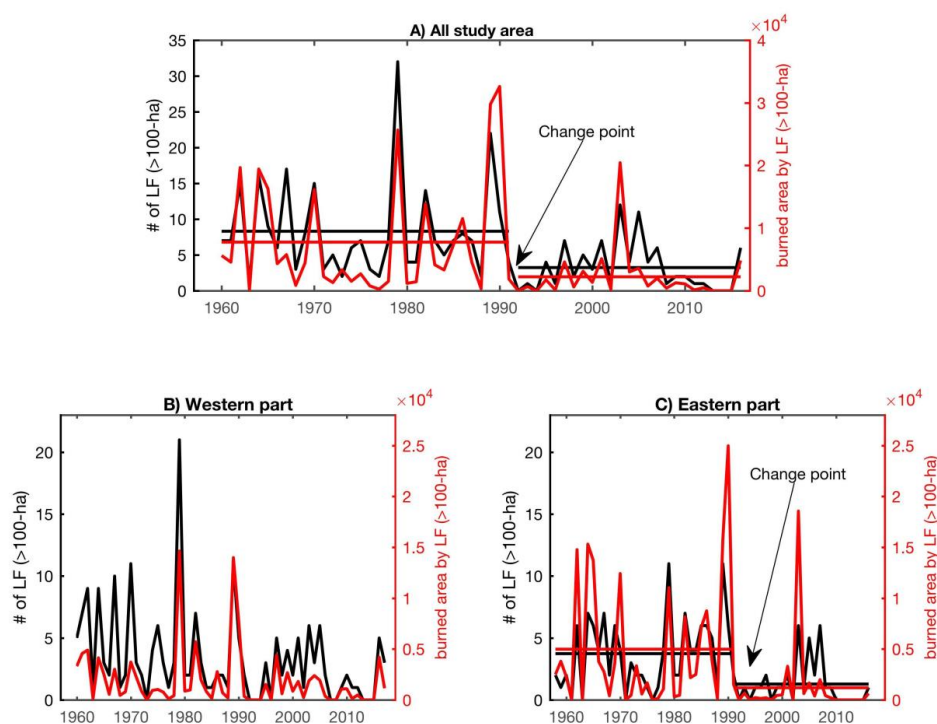 A) All study area
×10⁴
35
30
25
20
15
10
5
0
# of LF (>100-ha)
4
3
2
1
0
burned area by LF (>100-ha)
Change point
1960 1970 1980 1990 2000 2010
B) Western part
×10⁴
20
15
10
5
0
# of LF (>100-ha)
2.5
2
1.5
1
0.5
0
burned area by LF (>100-ha)
1960 1970 1980 1990 2000 2010
C) Eastern part
×10⁴
20
15
10
5
0
# of LF (>100-ha)
2.5
2
1.5
1
0.5
0
burned area by LF (>100-ha)
Change point
1960 1970 1980 1990 2000 2010